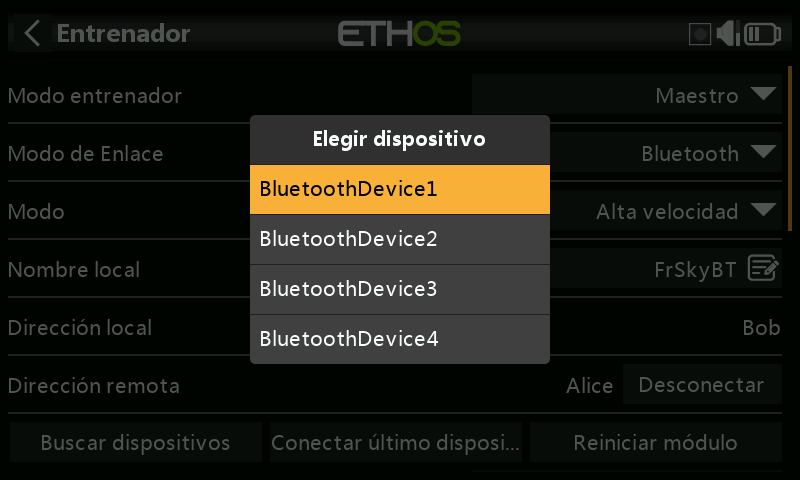 Entrenador
ETHOS
Modo entrenador
Maestro
Elegir dispositivo
Modo de Enlace
Bluetooth
BluetoothDevice1
Modo
Alta velocidad
BluetoothDevice2
Nombre local
FrSkyBT
BluetoothDevice3
Dirección local
Bob
BluetoothDevice4
Dirección remota
Alice
Desconectar
Buscar dispositivos
Conectar último disposi...
Reiniciar módulo